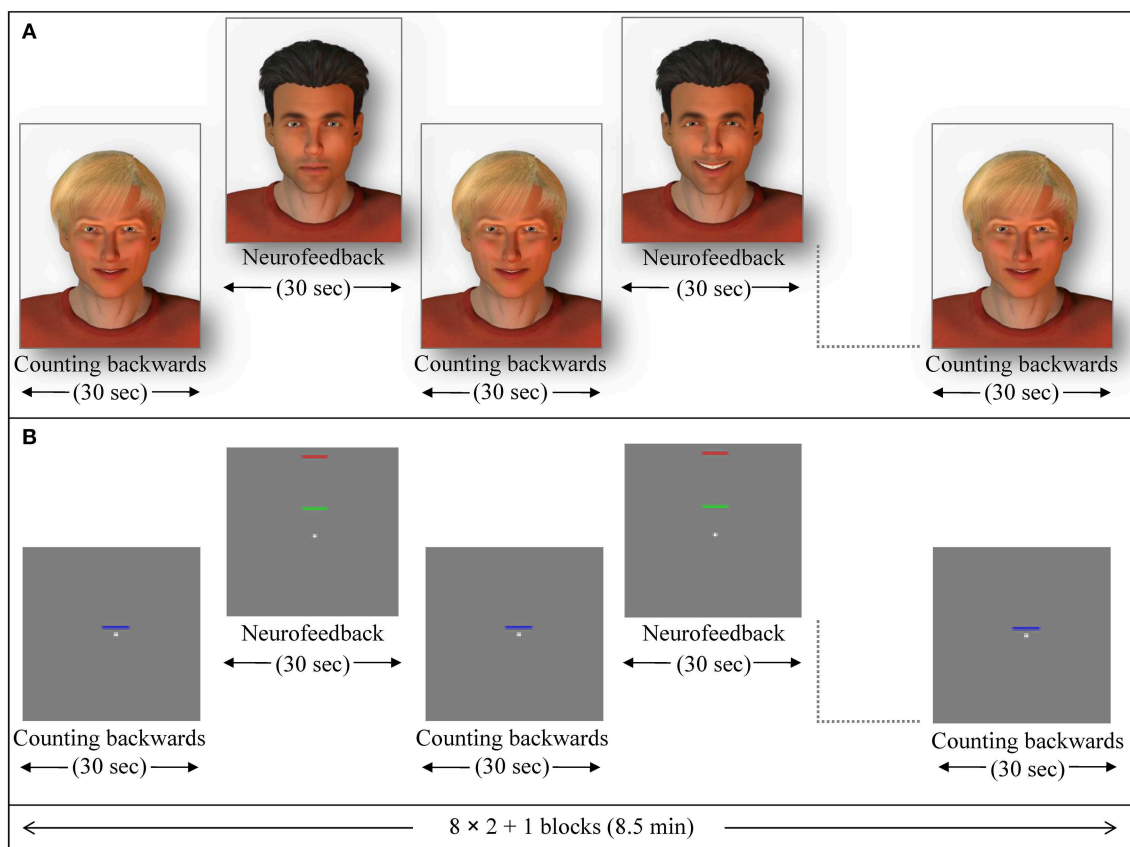 A
Neurofeedback
(30 sec)
Neurofeedback
(30 sec)
Counting backwards
(30 sec)
Counting backwards
(30 sec)
Counting backwards
(30 sec)
B
Neurofeedback
(30 sec)
Neurofeedback
(30 sec)
Counting backwards
(30 sec)
Counting backwards
(30 sec)
Counting backwards
(30 sec)
8 × 2 + 1 blocks (8.5 min)